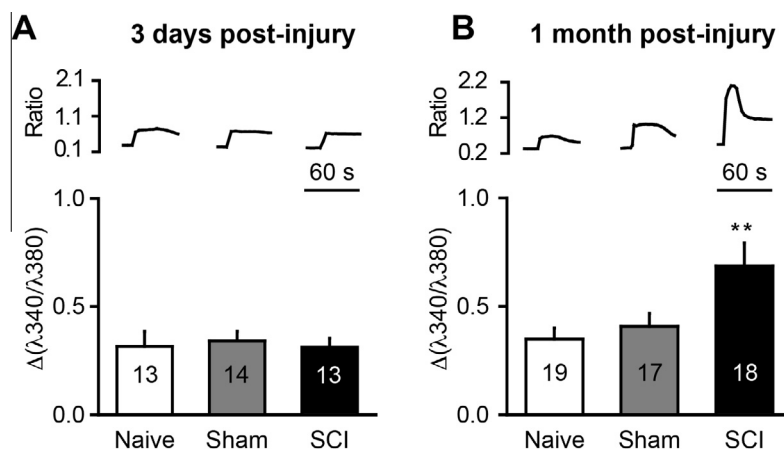 A 3 days post-injury
Ratio
2.1
1.1
0.1
60 s
Δ(λ340/λ380)
1.0
0.5
0.0
13
14
13
Naive Sham SCI
B 1 month post-injury
Ratio
2.2
1.2
0.2
60 s
Δ(λ340/λ380)
1.0
0.5
0.0
**
19
17
18
Naive Sham SCI